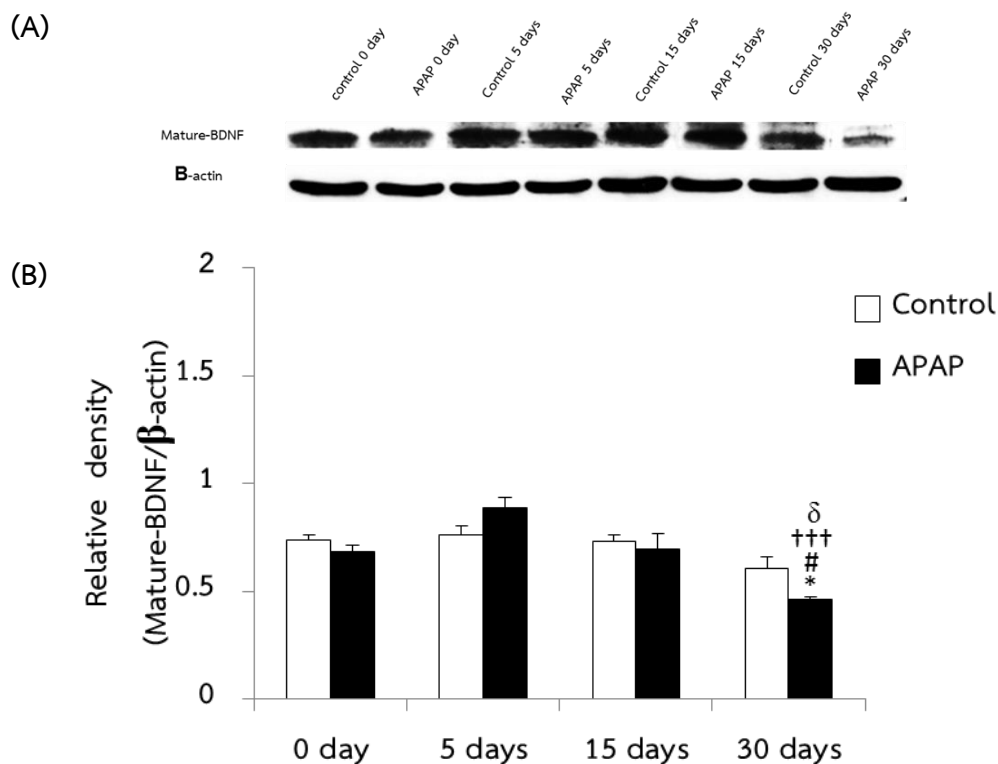 (A)
control 0 day
APAP 0 day
Control 5 days
APAP 5 days
Control 15 days
APAP 15 days
Control 30 days
APAP 30 days
Mature-BDNF
B-actin
(B)
2
1.5
1
0.5
0
Relative density
(Mature-BDNF/β-actin)
Control
APAP
δ
†††
#
*
0 day
5 days
15 days
30 days